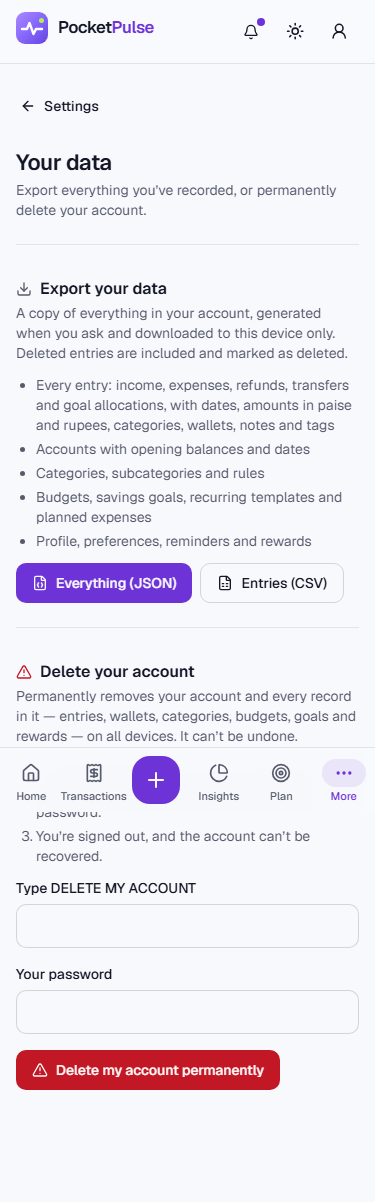 PocketPulse
Settings
Your data
Export everything you've recorded, or permanently
delete your account.
Export your data
A copy of everything in your account, generated
when you ask and downloaded to this device only.
Deleted entries are included and marked as deleted.
• Every entry: income, expenses, refunds, transfers
and goal allocations, with dates, amounts in paise
and rupees, categories, wallets, notes and tags
• Accounts with opening balances and dates
• Categories, subcategories and rules
• Budgets, savings goals, recurring templates and
planned expenses
• Profile, preferences, reminders and rewards
Everything (JSON) Entries (CSV)
Delete your account
Permanently removes your account and every record
in it — entries, wallets, categories, budgets, goals and
rewards — on all devices. It can't be undone.
Home Transactions Insights Plan More
password.
3. You're signed out, and the account can't be
recovered.
Type DELETE MY ACCOUNT
Your password
Delete my account permanently